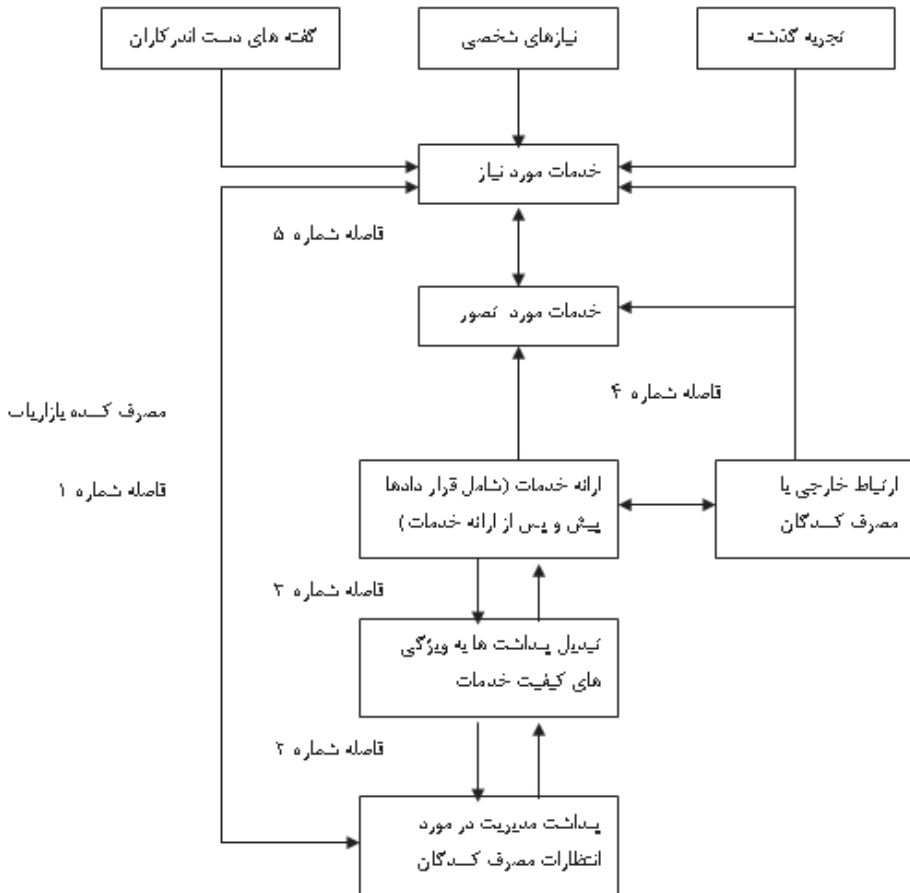 تجربه گذشته
نیازهای شخصی
گفته های دست اندرکاران
خدمات مورد نیاز
فاصله شماره ۵
خدمات مورد تصور
فاصله شماره ۴
مصرف کننده بازاریاب
فاصله شماره ۱
ارتباط خارجی با
مصرف کنندگان
ارائه خدمات (شامل قرار دادها
پیش و پس از ارائه خدمات)
فاصله شماره ۳
تبدیل پنداشت ها به ویژگی
های کیفیت خدمات
فاصله شماره ۲
پنداشت مدیریت در مورد
انتظارات مصرف کنندگان